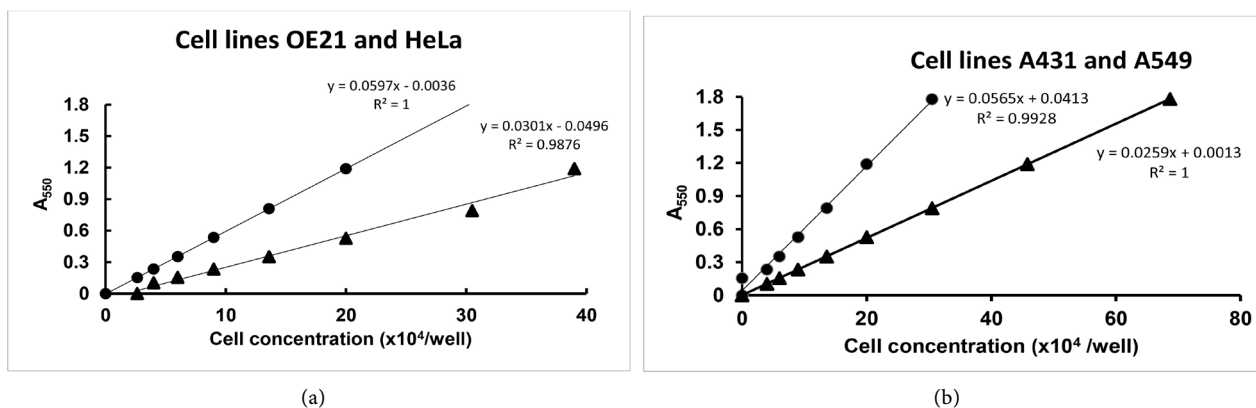 Cell lines OE21 and HeLa
y = 0.0597x - 0.0036
R² = 1
y = 0.0301x - 0.0496
R² = 0.9876
1.8
1.5
1.2
0.9
0.6
0.3
0
A₅₅₀
0 10 20 30 40
Cell concentration (x10⁴/well)
(a)
Cell lines A431 and A549
y = 0.0565x + 0.0413
R² = 0.9928
y = 0.0259x + 0.0013
R² = 1
1.8
1.5
1.2
0.9
0.6
0.3
0
A₅₅₀
0 20 40 60 80
Cell concentration (x10⁴ /well)
(b)